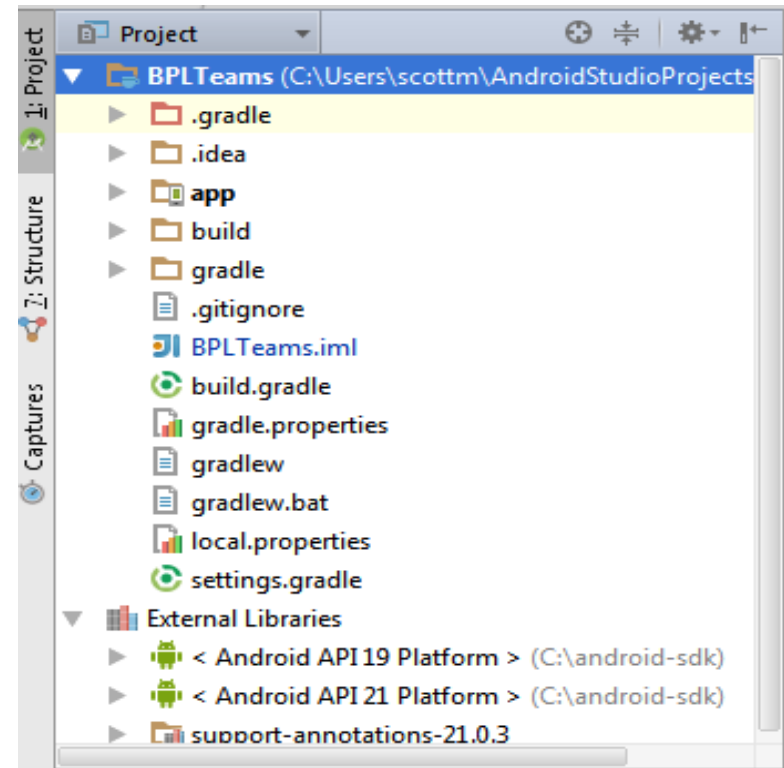 1: Project
7: Structure
Captures
Project
BPLTeams (C:\Users\scottm\AndroidStudioProjects
.gradle
.idea
app
build
gradle
.gitignore
BPLTeams.iml
build.gradle
gradle.properties
gradlew
gradlew.bat
local.properties
settings.gradle
External Libraries
< Android API 19 Platform > (C:\android-sdk)
< Android API 21 Platform > (C:\android-sdk)
support-annotations-21.0.3